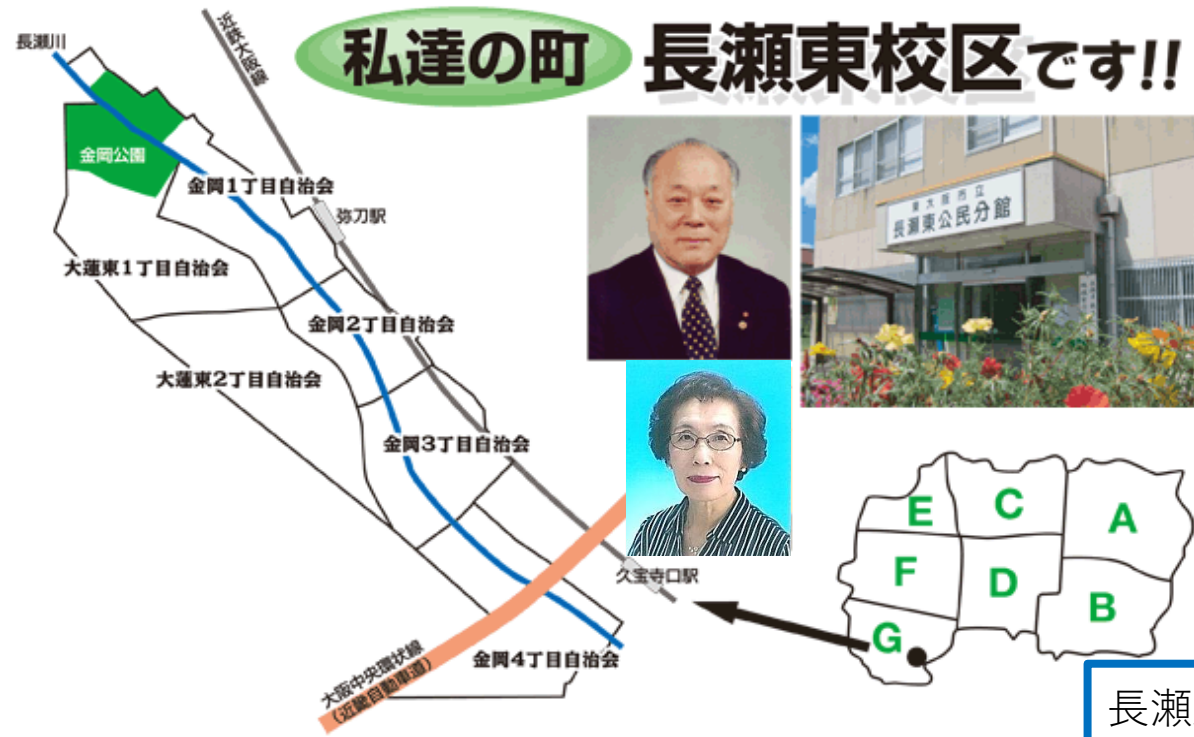 私達の町 長瀬東校区です!!
長瀬川
近鉄大阪線
金岡公園
金岡1丁目自治会
弥刀駅
大蓮東1丁目自治会
金岡2丁目自治会
大蓮東2丁目自治会
金岡3丁目自治会
久宝寺口駅
大阪中央環状線
(近畿自動車道)
金岡4丁目自治会
東大阪市立
長瀬東公民分館
E
C
A
F
D
B
G
長瀬